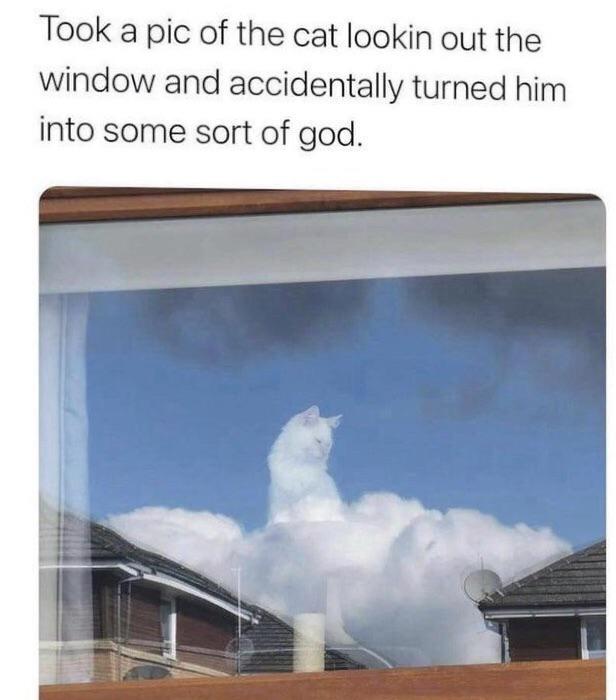 Took a pic of the cat lookin out the
window and accidentally turned him
into some sort of god.